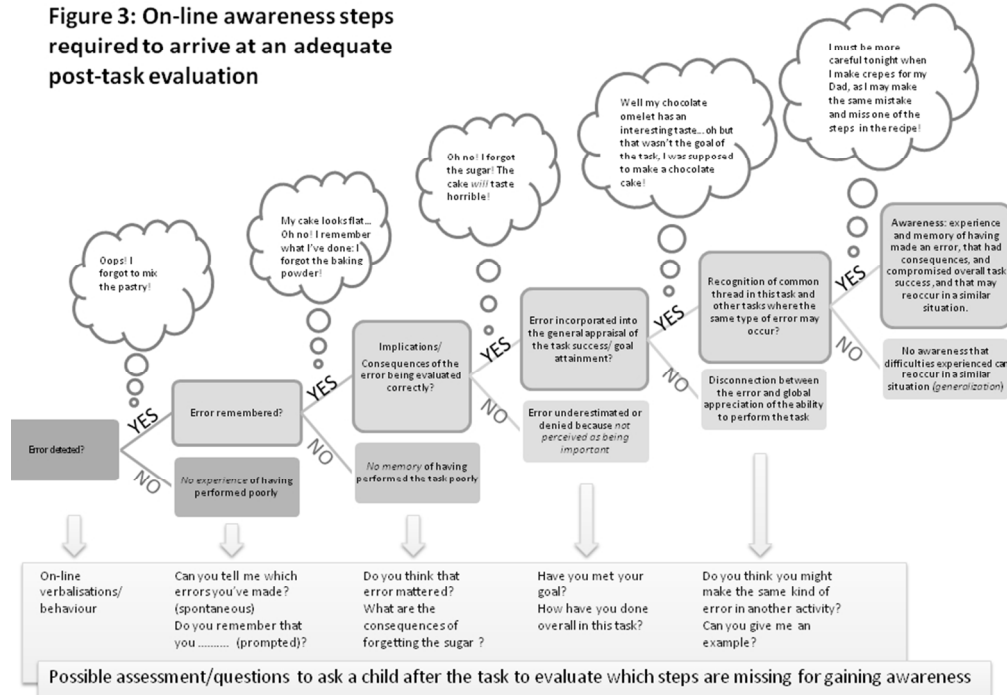 Figure 3: On-line awareness steps
required to arrive at an adequate
post-task evaluation
Oops! I
forgot to mix
the pastry!
My cake looks flat...
Oh no! I remember
what I've done: I
forgot the baking
powder!
Oh no! I forgot
the sugar! The
cake will taste
horrible!
Well my chocolate
omelet has an
interesting taste...oh but
that wasn't the goal of
the task, I was supposed
to make a chocolate
cake!
I must be more
careful tonight when
I make crepes for my
Dad, as I may make
the same mistake
and miss one of the
steps in the recipe!
Error detected?
YES
NO
Error remembered?
No experience of having
performed poorly
YES
NO
Implications/
Consequences of the
error being evaluated
correctly?
No memory of having
performed the task poorly
YES
NO
Error incorporated into
the general appraisal of
the task success/ goal
attainment?
Error underestimated or
denied because not
perceived as being
important
YES
NO
Recognition of common
thread in this task and
other tasks where the
same type of error may
occur?
Disconnection between
the error and global
appreciation of the ability
to perform the task
YES
NO
Awareness: experience
and memory of having
made an error, that had
consequences, and
compromised overall task
success, and that may
reoccur in a similar
situation.
No awareness that
difficulties experienced can
reoccur in a similar
situation (generalization)
On-line
verbalisations/
behaviour
Can you tell me which
errors you've made?
(spontaneous)
Do you remember that
you .......... (prompted)?
Do you think that
error mattered?
What are the
consequences of
forgetting the sugar ?
Have you met your
goal?
How have you done
overall in this task?
Do you think you might
make the same kind of
error in another activity?
Can you give me an
example?
Possible assessment/questions to ask a child after the task to evaluate which steps are missing for gaining awareness